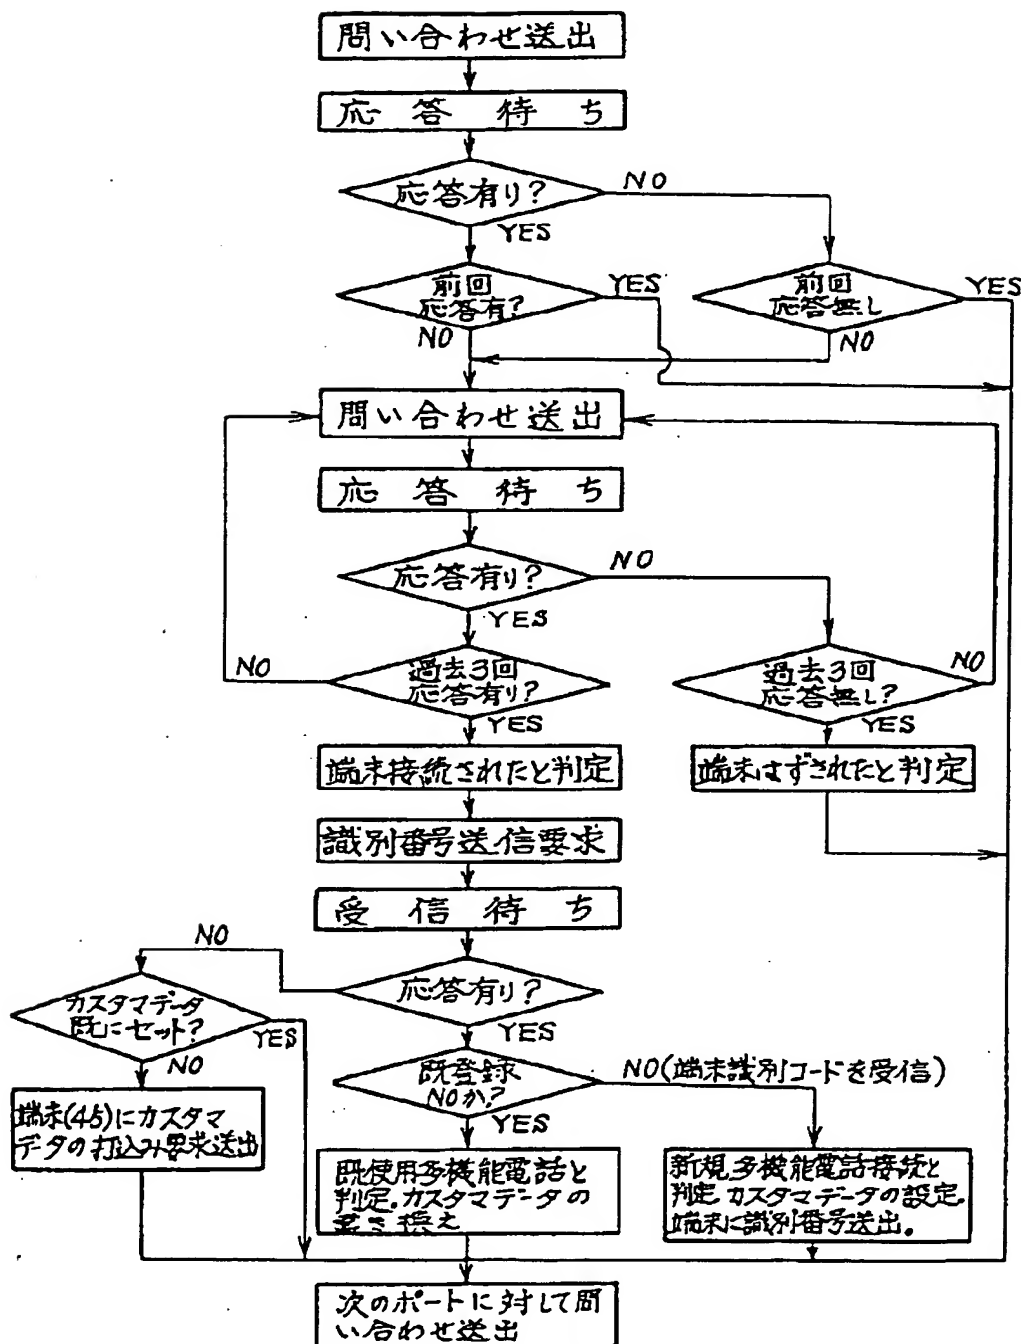 問い合わせ送出
応答待ち
応答有り?
NO
YES
前回
応答有?
YES
NO
前回
応答無し
YES
NO
問い合わせ送出
応答待ち
応答有り?
NO
YES
過去3回
応答有り?
NO
YES
過去3回
応答無し?
NO
YES
端末接続されたと判定
端末はずされたと判定
識別番号送信要求
受信待ち
応答有り?
NO
YES
カスタマデータ
既にセット?
YES
NO
既登録
NOか?
NO(端末識別コードを受信)
YES
端末(45)にカスタマ
データの打込み要求送出
既使用多機能電話と
判定.カスタマデータの
書き換え
新規多機能電話接続と
判定.カスタマデータの設定.
端末に識別番号送出。
次のポートに対して問
い合わせ送出